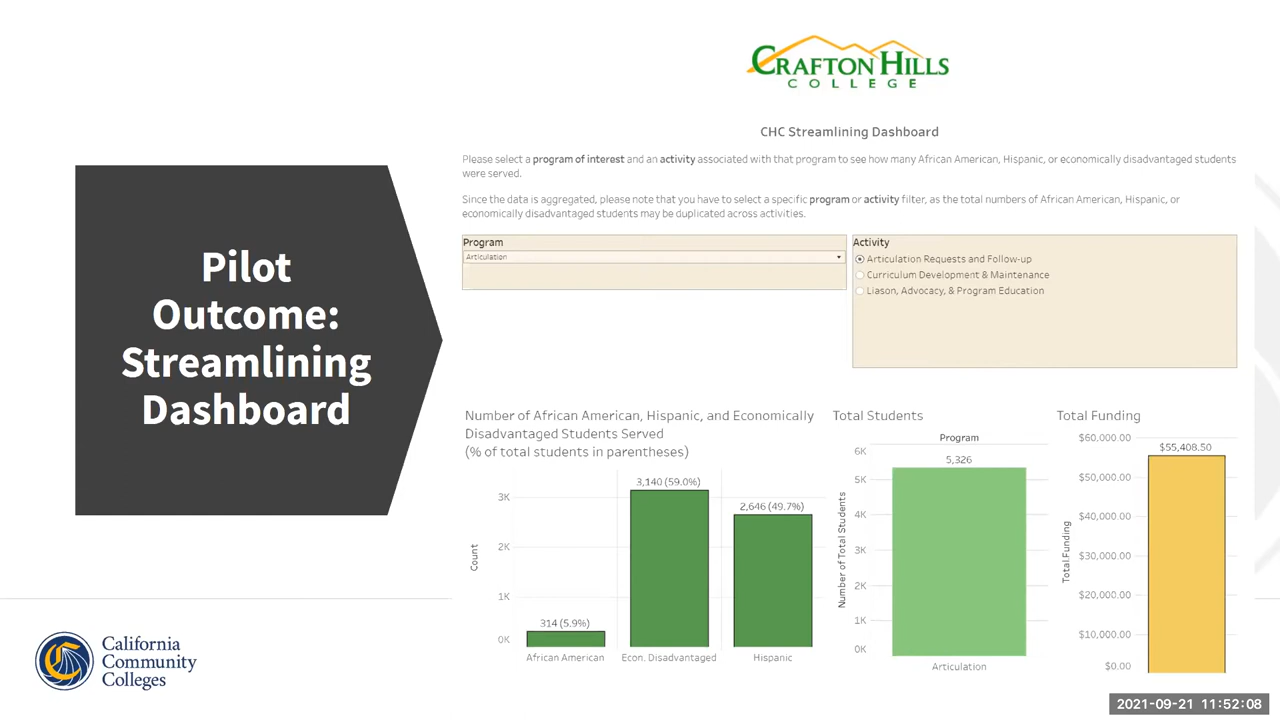 CRAFTON HILLS
COLLEGE
CHC Streamlining Dashboard
Please select a program of interest and an activity associated with that program to see how many African American, Hispanic, or economically disadvantaged students
were served.
Since the data is aggregated, please note that you have to select a specific program or activity filter, as the total numbers of African American, Hispanic, or
economically disadvantaged students may be duplicated across activities.
Pilot
Outcome:
Streamlining
Dashboard
Program
Articulation
Activity
Articulation Requests and Follow-up
Curriculum Development & Maintenance
Liason, Advocacy, & Program Education
Number of African American, Hispanic, and Economically
Disadvantaged Students Served
(% of total students in parentheses)
3K
2K
1K
0K
Count
314 (5.9%)
3,140 (59.0%)
2,646 (49.7%)
African American
Econ. Disadvantaged
Hispanic
Total Students
Program
5,326
6K
5K
4K
3K
2K
1K
0K
Number of Total Students
Articulation
Total Funding
$55,408.50
$60,000.00
$50,000.00
$40,000.00
$30,000.00
$20,000.00
$10,000.00
$0.00
Total.Funding
California
Community
Colleges
2021-09-21 11:52:08